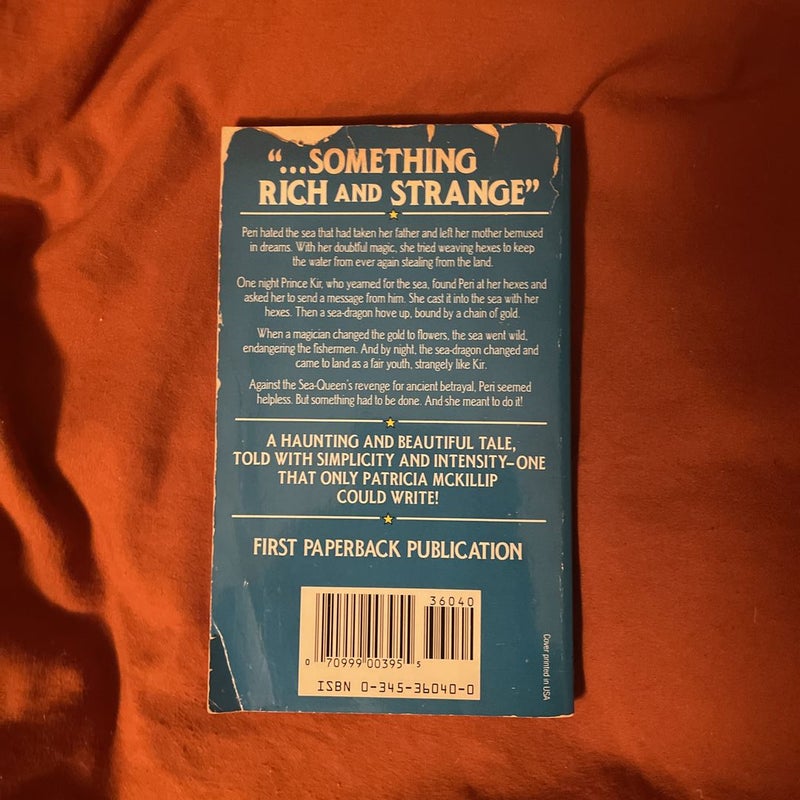 “...SOMETHING
RICH AND STRANGE”
Peri hated the sea that had taken her father and left her mother bemused
in dreams. With her doubtful magic, she tried weaving hexes to keep
the water from ever again stealing from the land.
One night Prince Kir, who yearned for the sea, found Peri at her hexes and
asked her to send a message from him. She cast it into the sea with her
hexes. Then a sea-dragon hove up, bound by a chain of gold.
When a magician changed the gold to flowers, the sea went wild,
endangering the fishermen. And by night, the sea-dragon changed and
came to land as a fair youth, strangely like Kir.
Against the Sea-Queen's revenge for ancient betrayal, Peri seemed
helpless. But something had to be done. And she meant to do it!
A HAUNTING AND BEAUTIFUL TALE,
TOLD WITH SIMPLICITY AND INTENSITY—ONE
THAT ONLY PATRICIA MCKILLIP
COULD WRITE!
FIRST PAPERBACK PUBLICATION
36040
0 70999 00395 5
ISBN 0-345-36040-0
Cover printed in USA